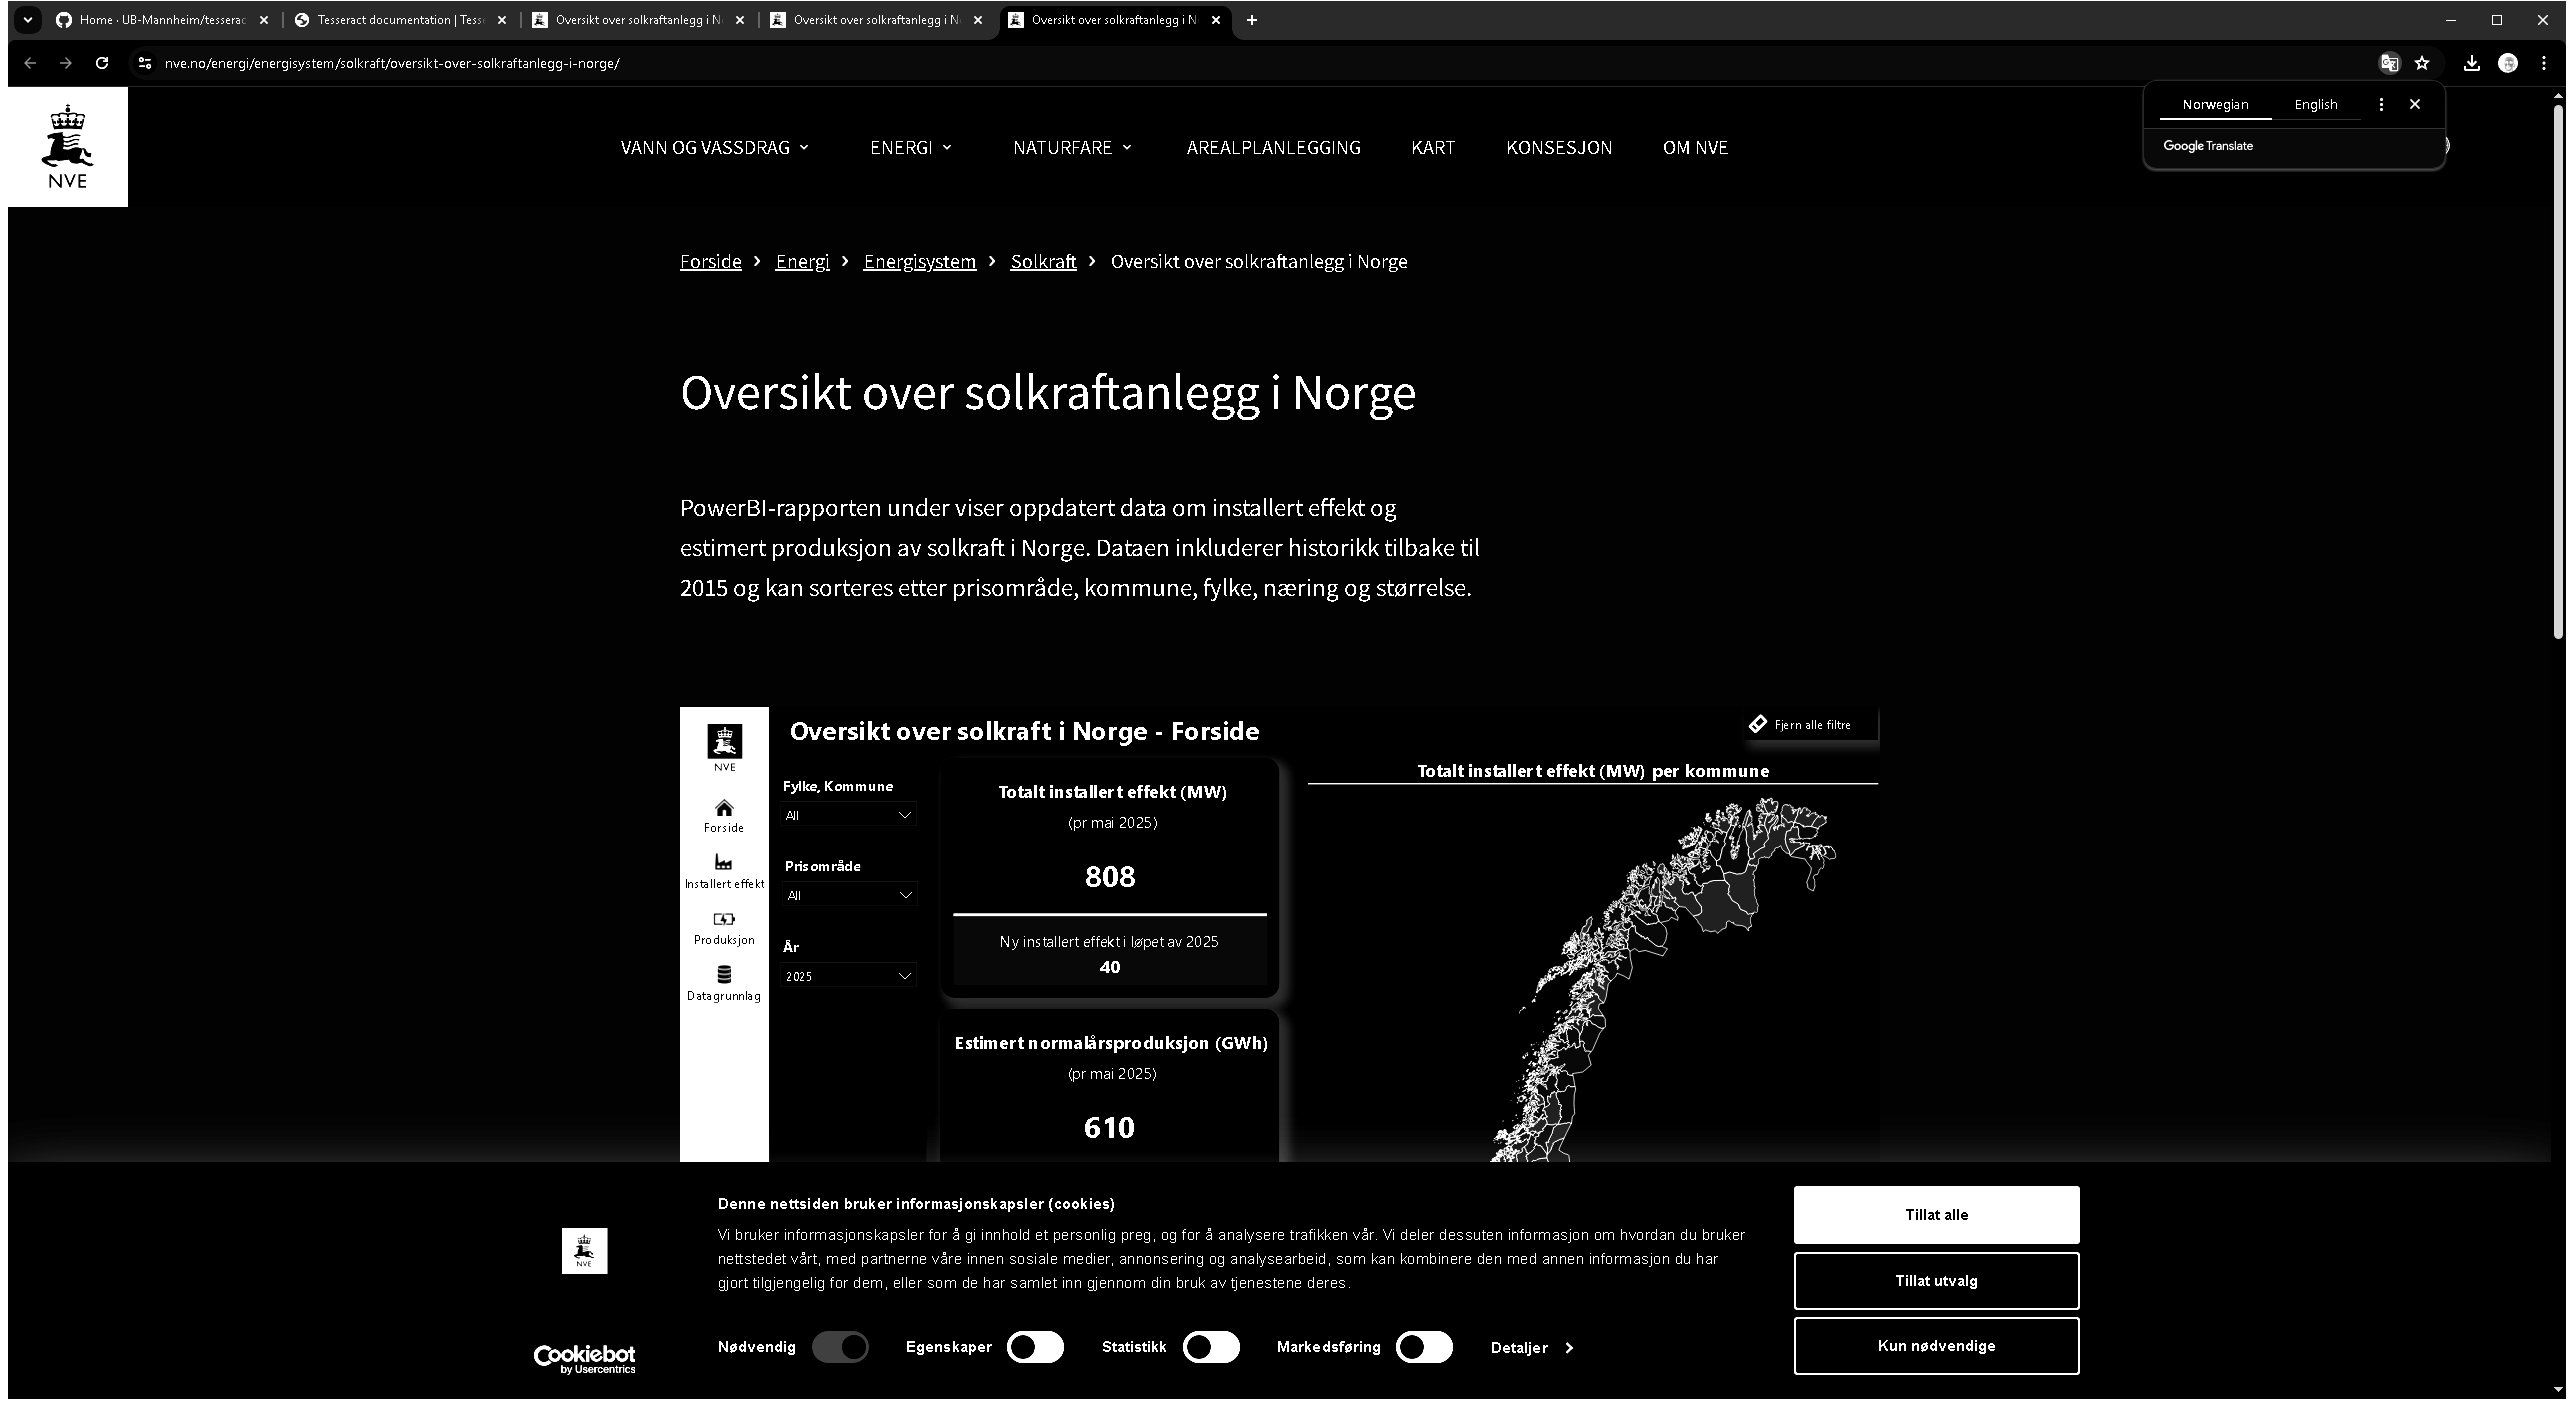 Home · UB-Mannheim/tesserac
Tesseract documentation | Tess
Oversikt over solkraftanlegg i N
Oversikt over solkraftanlegg i N
Oversikt over solkraftanlegg i N
nve.no/energi/energisystem/solkraft/oversikt-over-solkraftanlegg-i-norge/
Norwegian English
Google Translate
NVE
VANN OG VASSDRAG ENERGI NATURFARE AREALPLANLEGGING KART KONSESJON OM NVE
Forside Energi Energisystem Solkraft Oversikt over solkraftanlegg i Norge
Oversikt over solkraftanlegg i Norge
PowerBI-rapporten under viser oppdatert data om installert effekt og
estimert produksjon av solkraft i Norge. Dataen inkluderer historikk tilbake til
2015 og kan sorteres etter prisområde, kommune, fylke, næring og størrelse.
NVE
Forside
Installert effekt
Produksjon
Datagrunnlag
Oversikt over solkraft i Norge - Forside
Fjern alle filtre
Fylke, Kommune
All
Prisområde
All
År
2025
Totalt installert effekt (MW)
(pr mai 2025)
808
Ny installert effekt i løpet av 2025
40
Estimert normalårsproduksjon (GWh)
(pr mai 2025)
610
Totalt installert effekt (MW) per kommune
NVE
Cookiebot
by Usercentrics
Denne nettsiden bruker informasjonskapsler (cookies)
Vi bruker informasjonskapsler for å gi innhold et personlig preg, og for å analysere trafikken vår. Vi deler dessuten informasjon om hvordan du bruker
nettstedet vårt, med partnerne våre innen sosiale medier, annonsering og analysearbeid, som kan kombinere den med annen informasjon du har
gjort tilgjengelig for dem, eller som de har samlet inn gjennom din bruk av tjenestene deres.
Nødvendig Egenskaper Statistikk Markedsføring Detaljer
Tillat alle
Tillat utvalg
Kun nødvendige